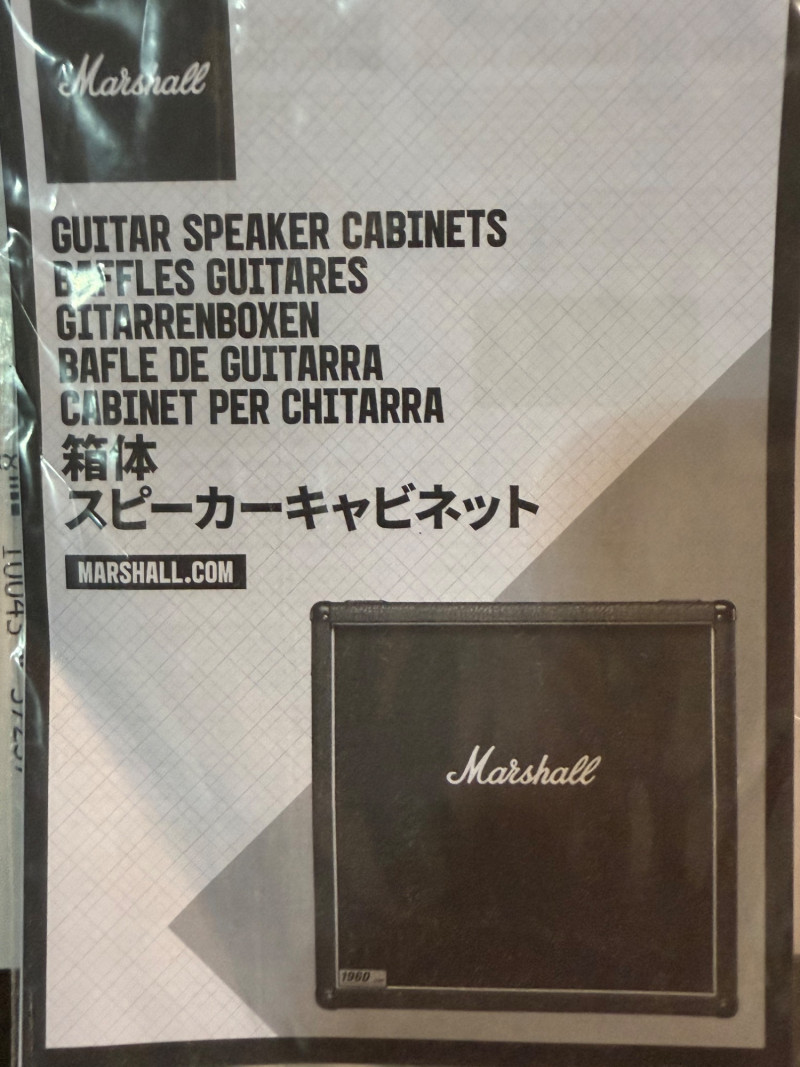 Marshall
GUITAR SPEAKER CABINETS
BAFFLES GUITARES
GITARRENBOXEN
BAFLE DE GUITARRA
CABINET PER CHITARRA
箱体
スピーカーキャビネット
MARSHALL.COM
Marshall
1960